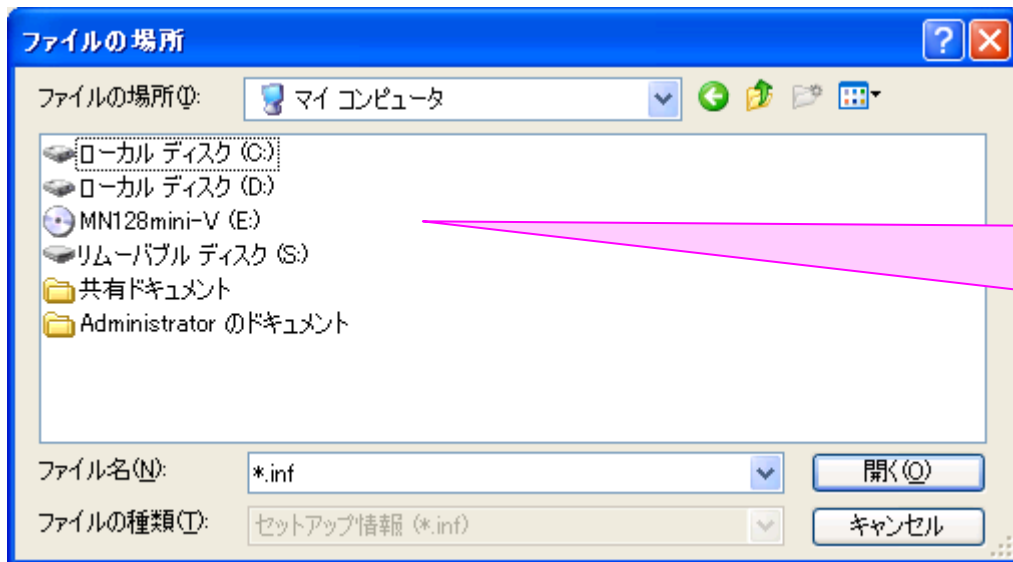 ファイルの場所
ファイルの場所(I):
マイ コンピュータ
ローカル ディスク (C:)
ローカル ディスク (D:)
MN128mini-V (E:)
リムーバブル ディスク (S:)
共有ドキュメント
Administrator のドキュメント
ファイル名(N):
*.inf
開く(O)
ファイルの種類(T):
セットアップ情報 (*.inf)
キャンセル